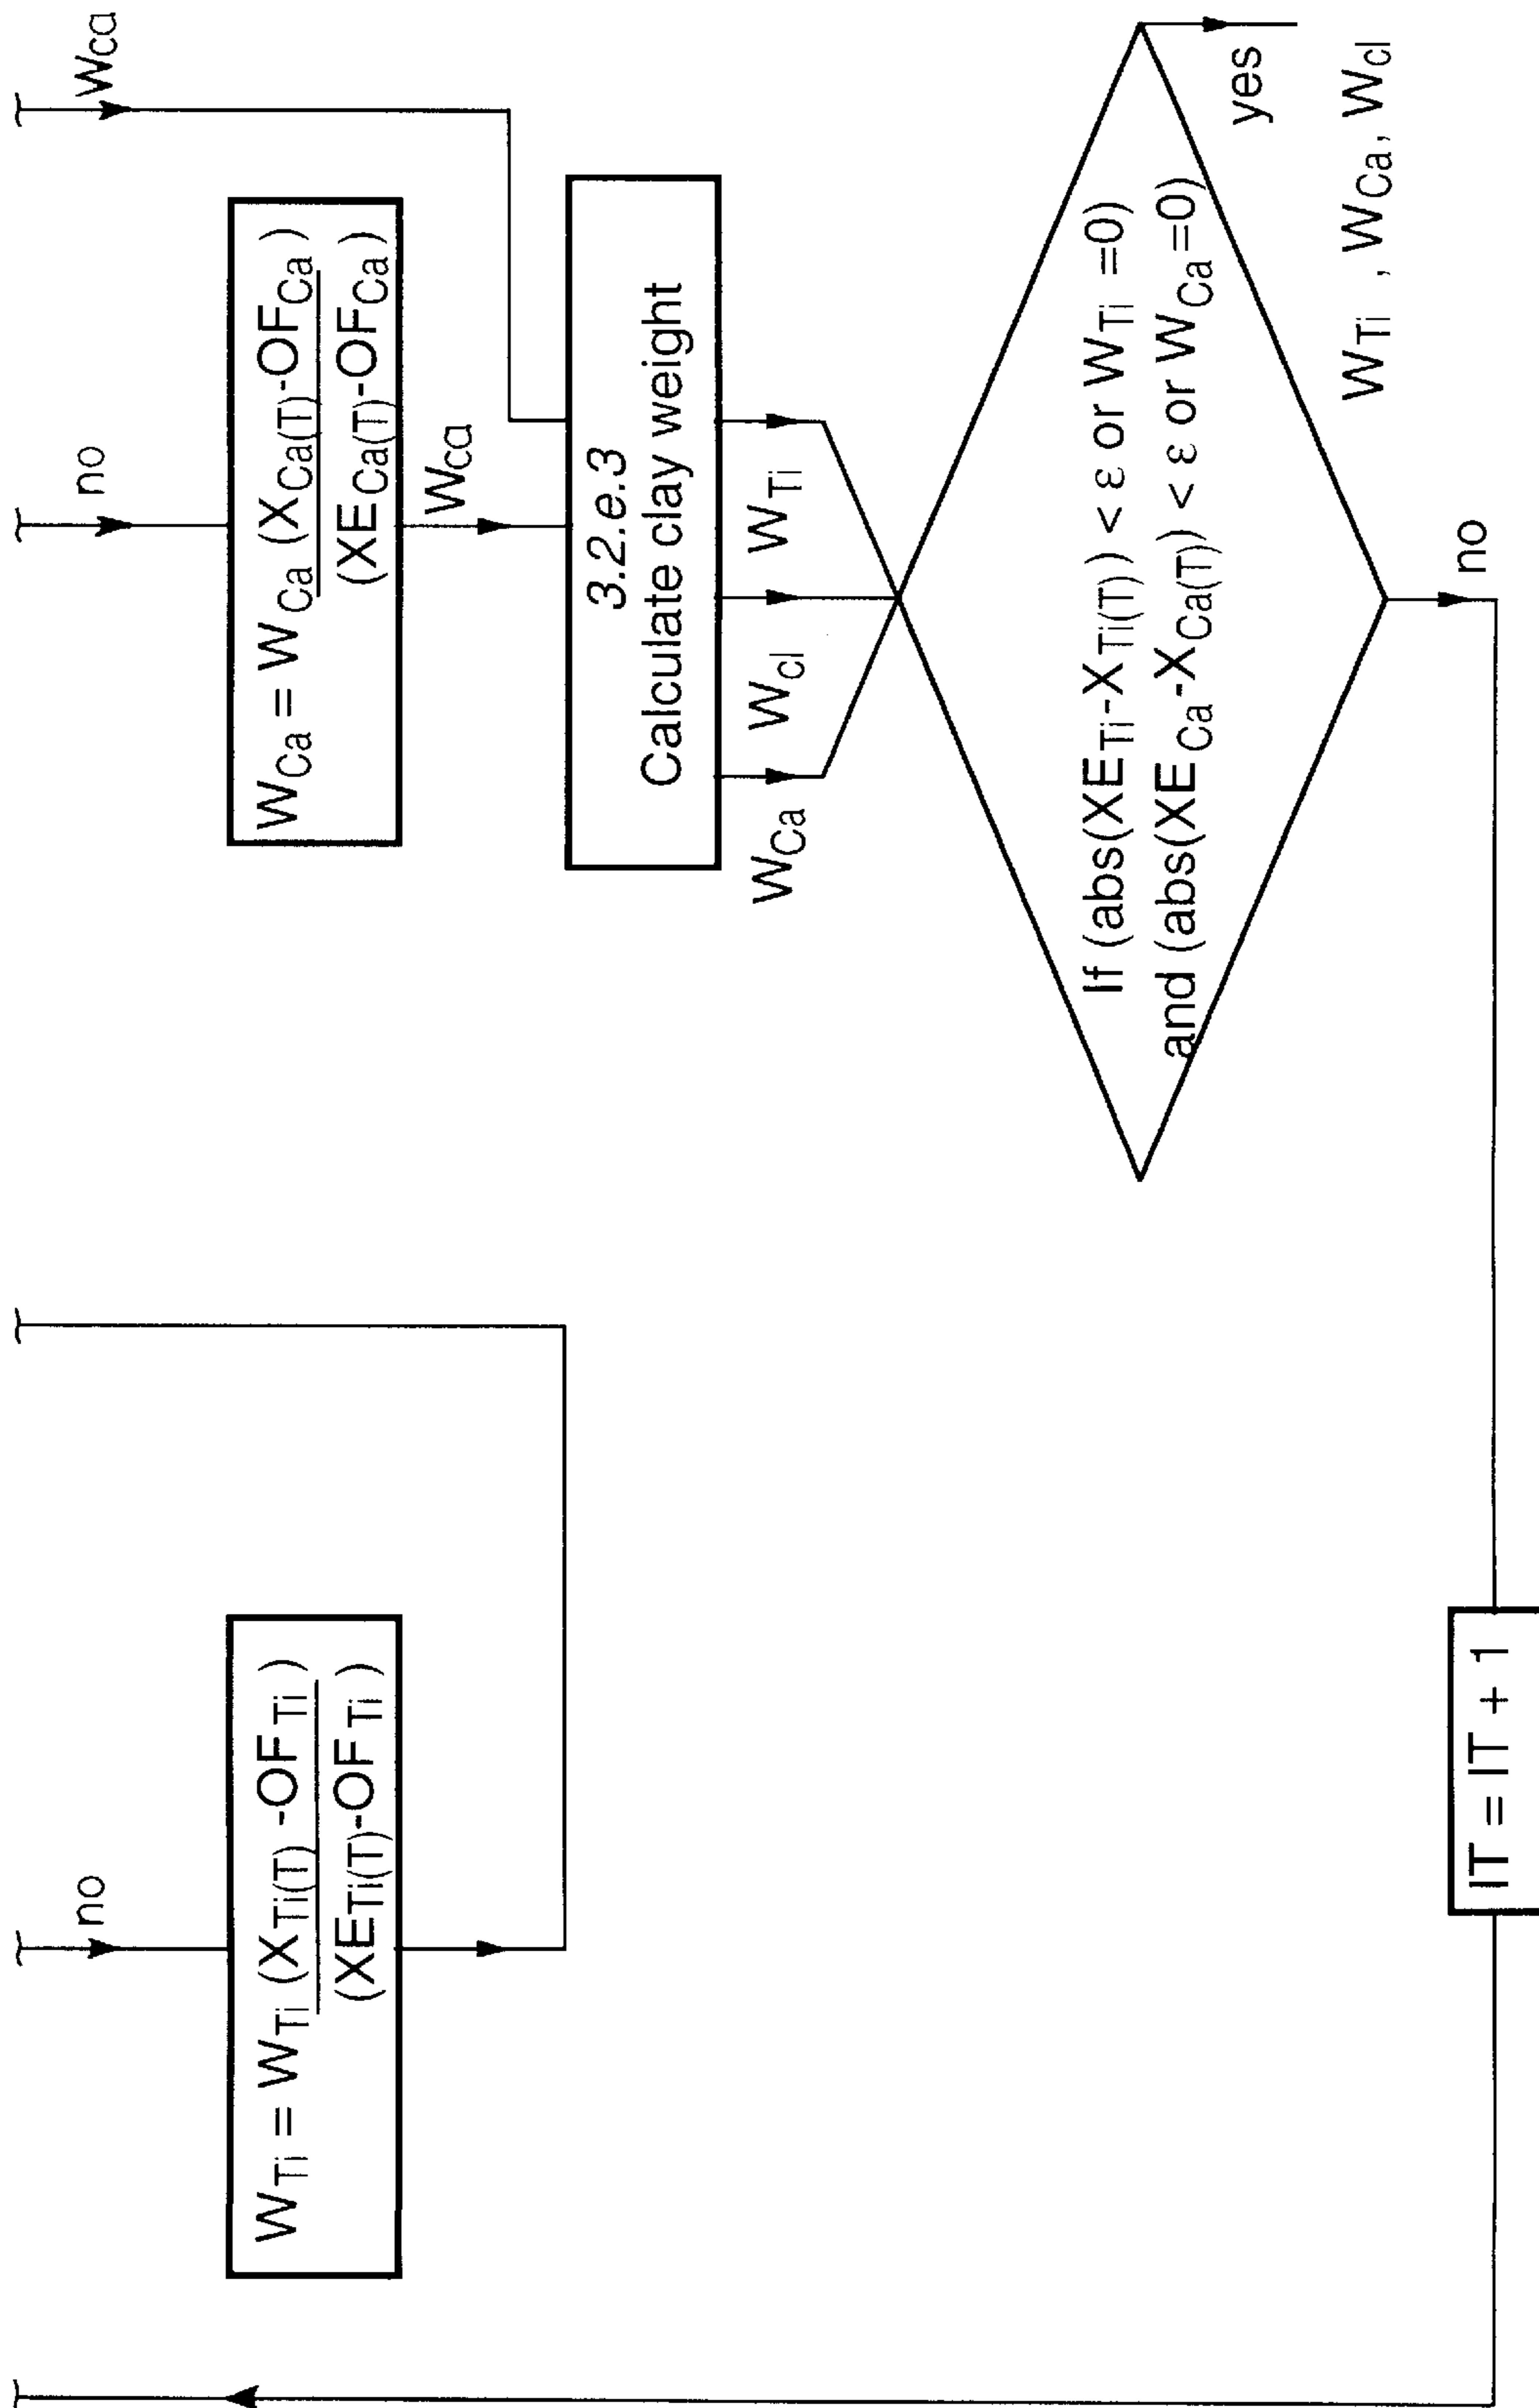 no
W_Ti = W_Ti (X_Ti(T) -OF_Ti )
(XE_Ti(T)-OF_Ti )
no
W_Ca = W_Ca (X_Ca(T)-OF_Ca )
(XE_Ca(T)-OF_Ca )
W_ca
W_ca
3.2.e.3
Calculate clay weight
W_Ca
W_cl
W_Ti
If (abs(XE_Ti-X_Ti(T)) < ε or W_Ti =0)
and (abs(XE_Ca-X_Ca(T)) < ε or W_Ca =0)
yes
W_Ti , W_Ca, W_cl
no
IT = IT + 1